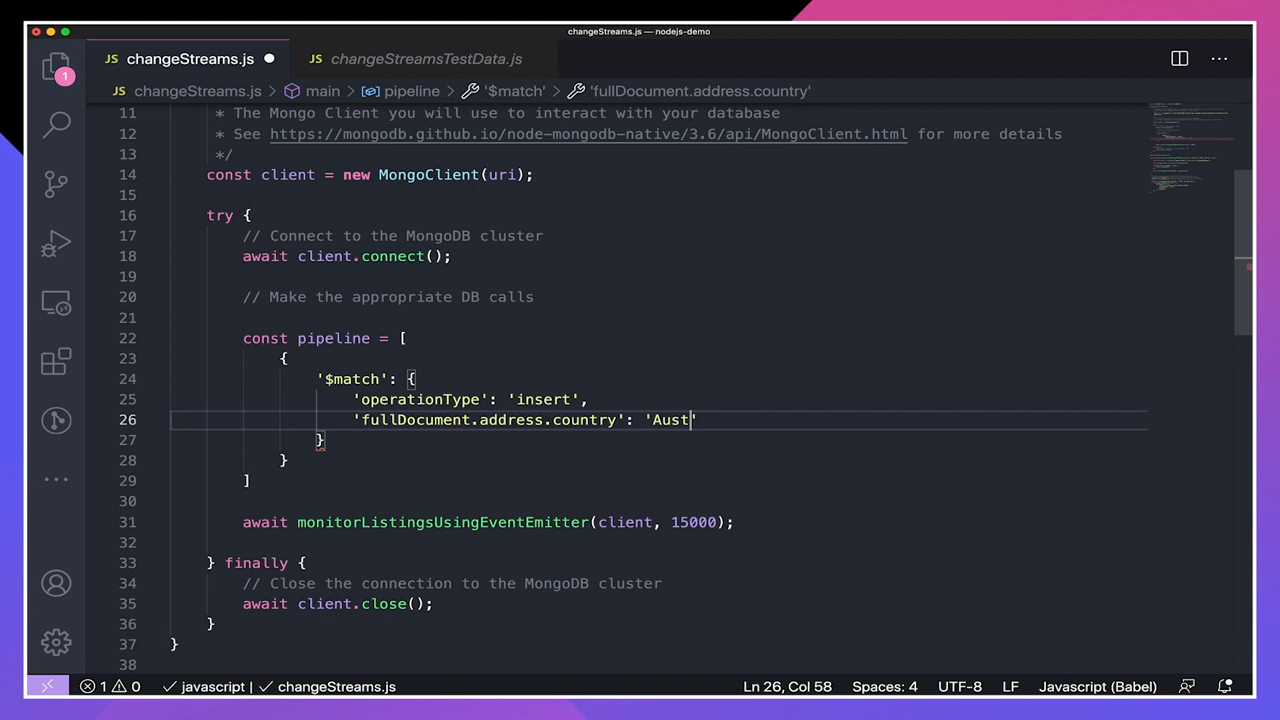 changeStreams.js — nodejs-demo
JS changeStreams.js JS changeStreamsTestData.js
1
JS changeStreams.js > main > pipeline > '$match' > 'fullDocument.address.country'
11 * The Mongo Client you will use to interact with your database
12 * See https://mongodb.github.io/node-mongodb-native/3.6/api/MongoClient.html for more details
13 */
14 const client = new MongoClient(uri);
15
16 try {
17 // Connect to the MongoDB cluster
18 await client.connect();
19
20 // Make the appropriate DB calls
21
22 const pipeline = [
23 {
24 '$match': {
25 'operationType': 'insert',
26 'fullDocument.address.country': 'Aust'
27 }
28 }
29 ]
30
31 await monitorListingsUsingEventEmitter(client, 15000);
32
33 } finally {
34 // Close the connection to the MongoDB cluster
35 await client.close();
36 }
37 }
38
1 0 javascript | changeStreams.js Ln 26, Col 58 Spaces: 4 UTF-8 LF Javascript (Babel)